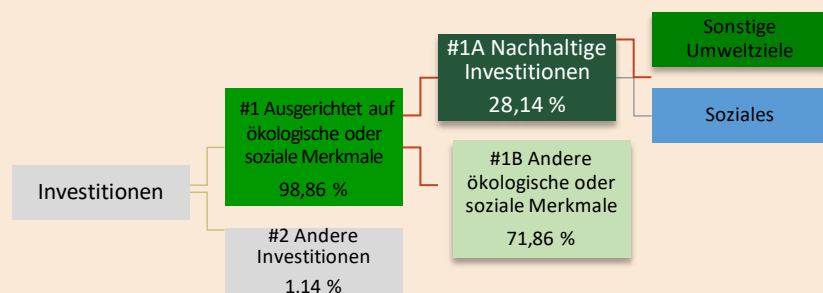 Investitionen
#1 Ausgerichtet auf
ökologische oder
soziale Merkmale
98,86 %
#2 Andere
Investitionen
1,14 %
#1A Nachhaltige
Investitionen
28,14 %
#1B Andere
ökologische oder
soziale Merkmale
71,86 %
Sonstige
Umweltziele
Soziales